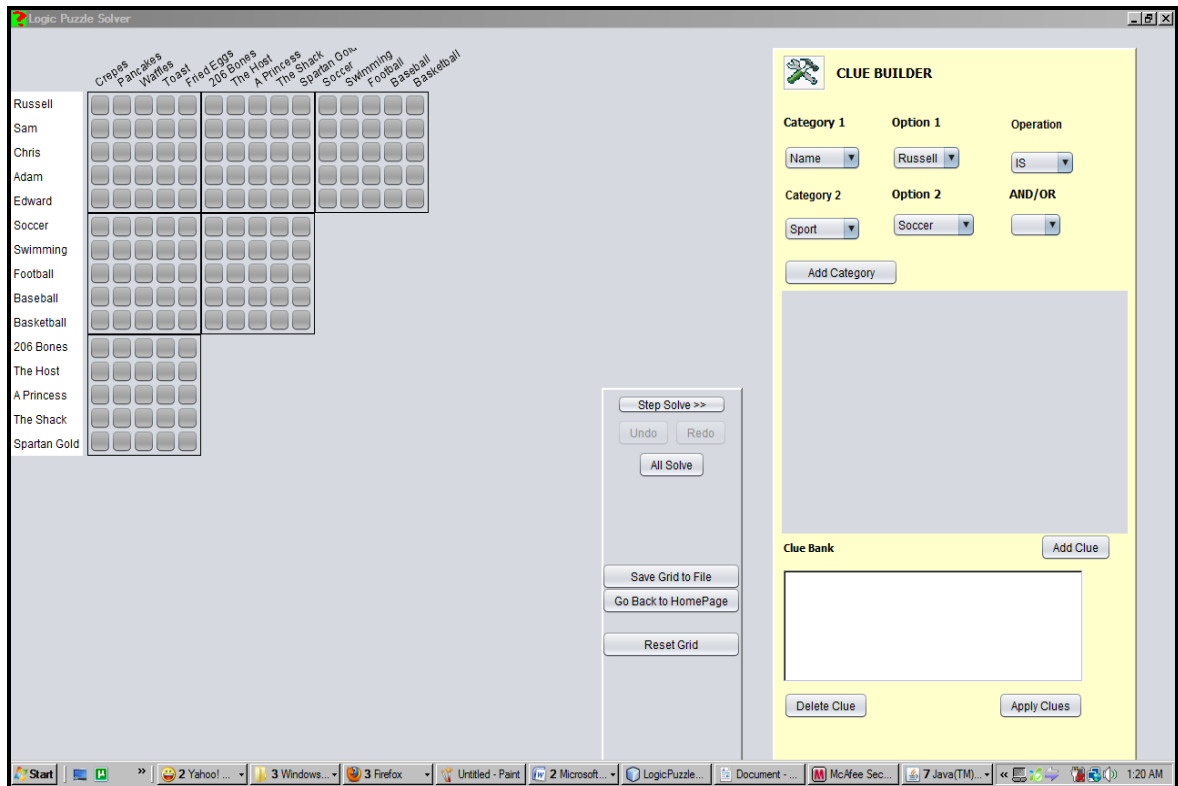 Logic Puzzle Solver
Crepes Pancakes Waffles Toast Fried Eggs 206 Bones The Host A Princess The Shack Spartan Gold Soccer Swimming Football Baseball Basketball
Russell
Sam
Chris
Adam
Edward
Soccer
Swimming
Football
Baseball
Basketball
206 Bones
The Host
A Princess
The Shack
Spartan Gold
Step Solve >>
Undo Redo
All Solve
Save Grid to File
Go Back to HomePage
Reset Grid
CLUE BUILDER
Category 1 Option 1 Operation
Name Russell IS
Category 2 Option 2 AND/OR
Sport Soccer
Add Category
Clue Bank Add Clue
Delete Clue Apply Clues
Start » 2 Yahoo! ... 3 Windows... 3 Firefox Untitled - Paint 2 Microsoft... LogicPuzzle... Document - ... McAfee Sec... 7 Java(TM)... « 1:20 AM